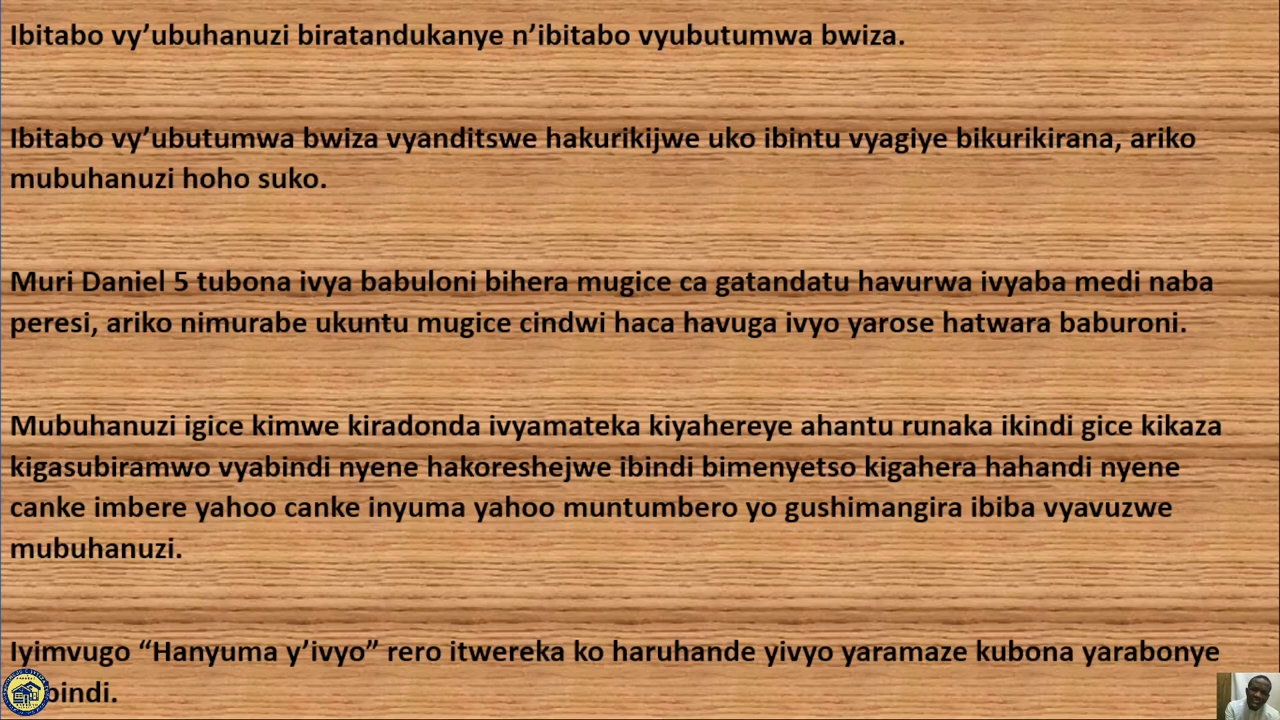 Ibitabo vy’ubuhanuzi biratandukanye n’ibitabo vyubutumwa bwiza.
Ibitabo vy’ubutumwa bwiza vyanditswe hakurikijwe uko ibintu vyagiye bikurikirana, ariko
mubuhanuzi hoho suko.
Muri Daniel 5 tubona ivya babuloni bihera mugice ca gatandatu havurwa ivyaba medi naba
peresi, ariko nimurabe ukuntu mugice cindwi haca havuga ivyo yarose hatwara baburoni.
Mubuhanuzi igice kimwe kiradonda ivyamateka kiyahereye ahantu runaka ikindi gice kikaza
kigasubiramwo vyabindi nyene hakoreshejwe ibindi bimenyetso kigahera hahandi nyene
canke imbere yahoo canke inyuma yahoo muntumbero yo gushimangira ibiba vyavuzwe
mubuhanuzi.
Iyimvugo “Hanyuma y’ivyo” rero itwereka ko haruhande yivyo yaramaze kubona yarabonye